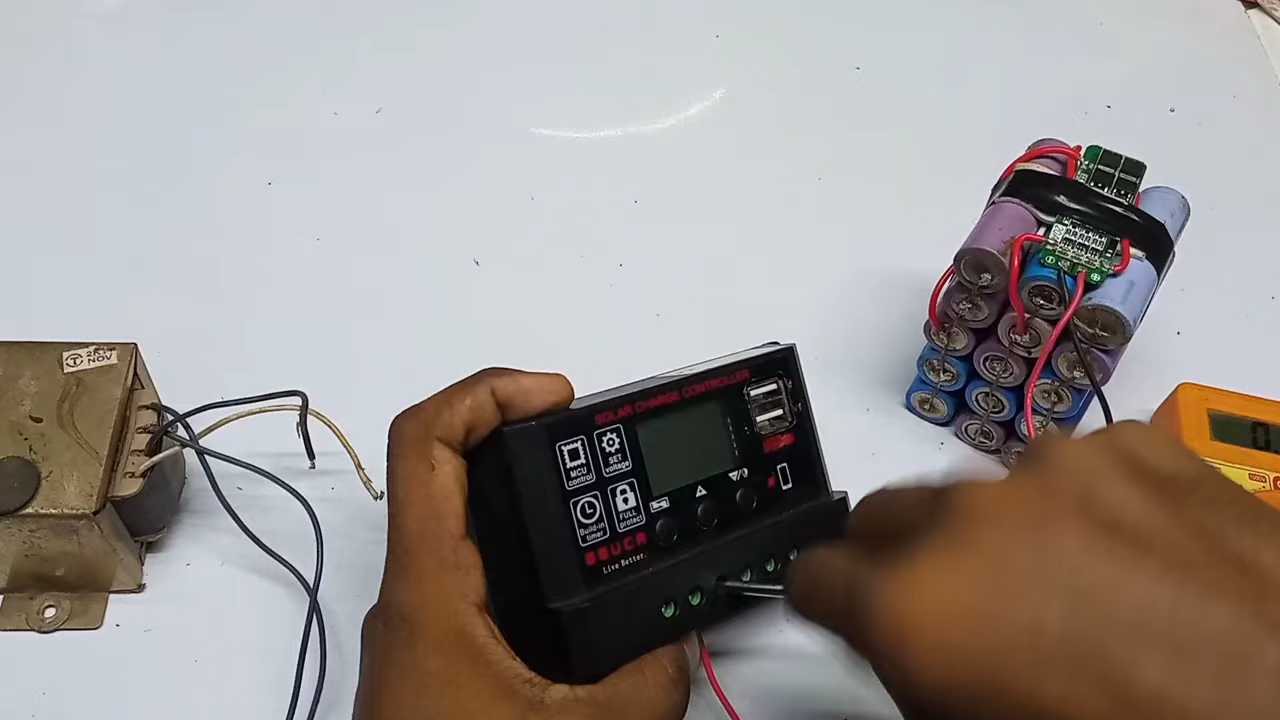 NOV
SOLAR CHARGE CONTROLLER
MCU
control
SET
voltage
Build-in
timer
FULL
protect
Live Better.